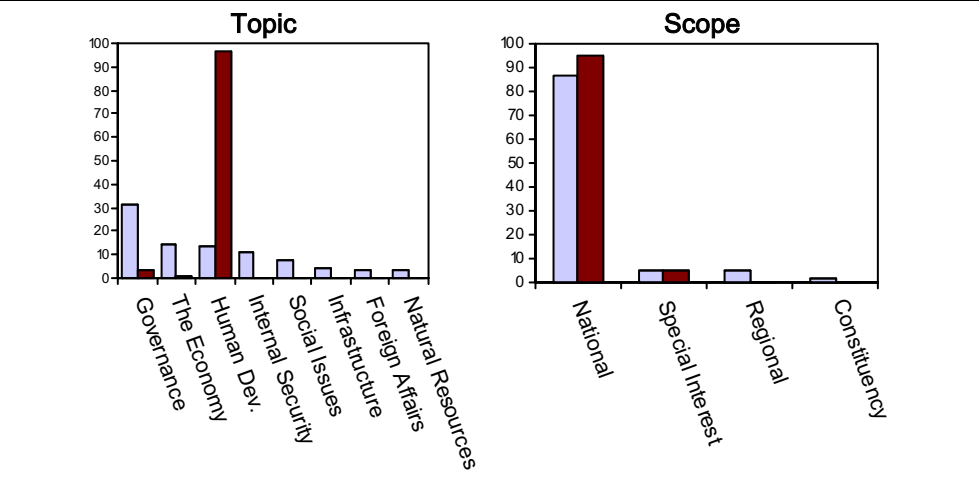 Topic
100
90
80
70
60
50
40
30
20
10
0
Governance
The Economy
Human Dev.
Internal Security
Social Issues
Infrastructure
Foreign Affairs
Natural Resources
Scope
100
90
80
70
60
50
40
30
20
10
0
National
Special Interest
Regional
Constituency